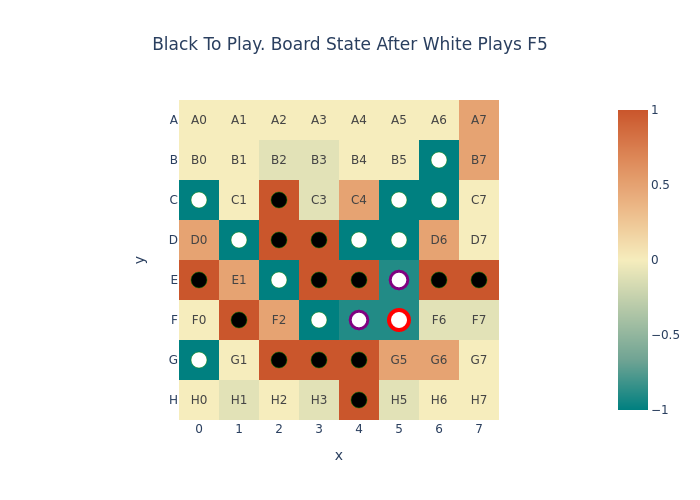 Black To Play. Board State After White Plays F5
A A0 A1 A2 A3 A4 A5 A6 A7 1
B B0 B1 B2 B3 B4 B5 B7
C C1 C3 C4 C7 0.5
D D0 D6 D7
y E E1 0
F F0 F2 F6 F7 −0.5
G G1 G5 G6 G7
H H0 H1 H2 H3 H5 H6 H7 −1
0 1 2 3 4 5 6 7
x